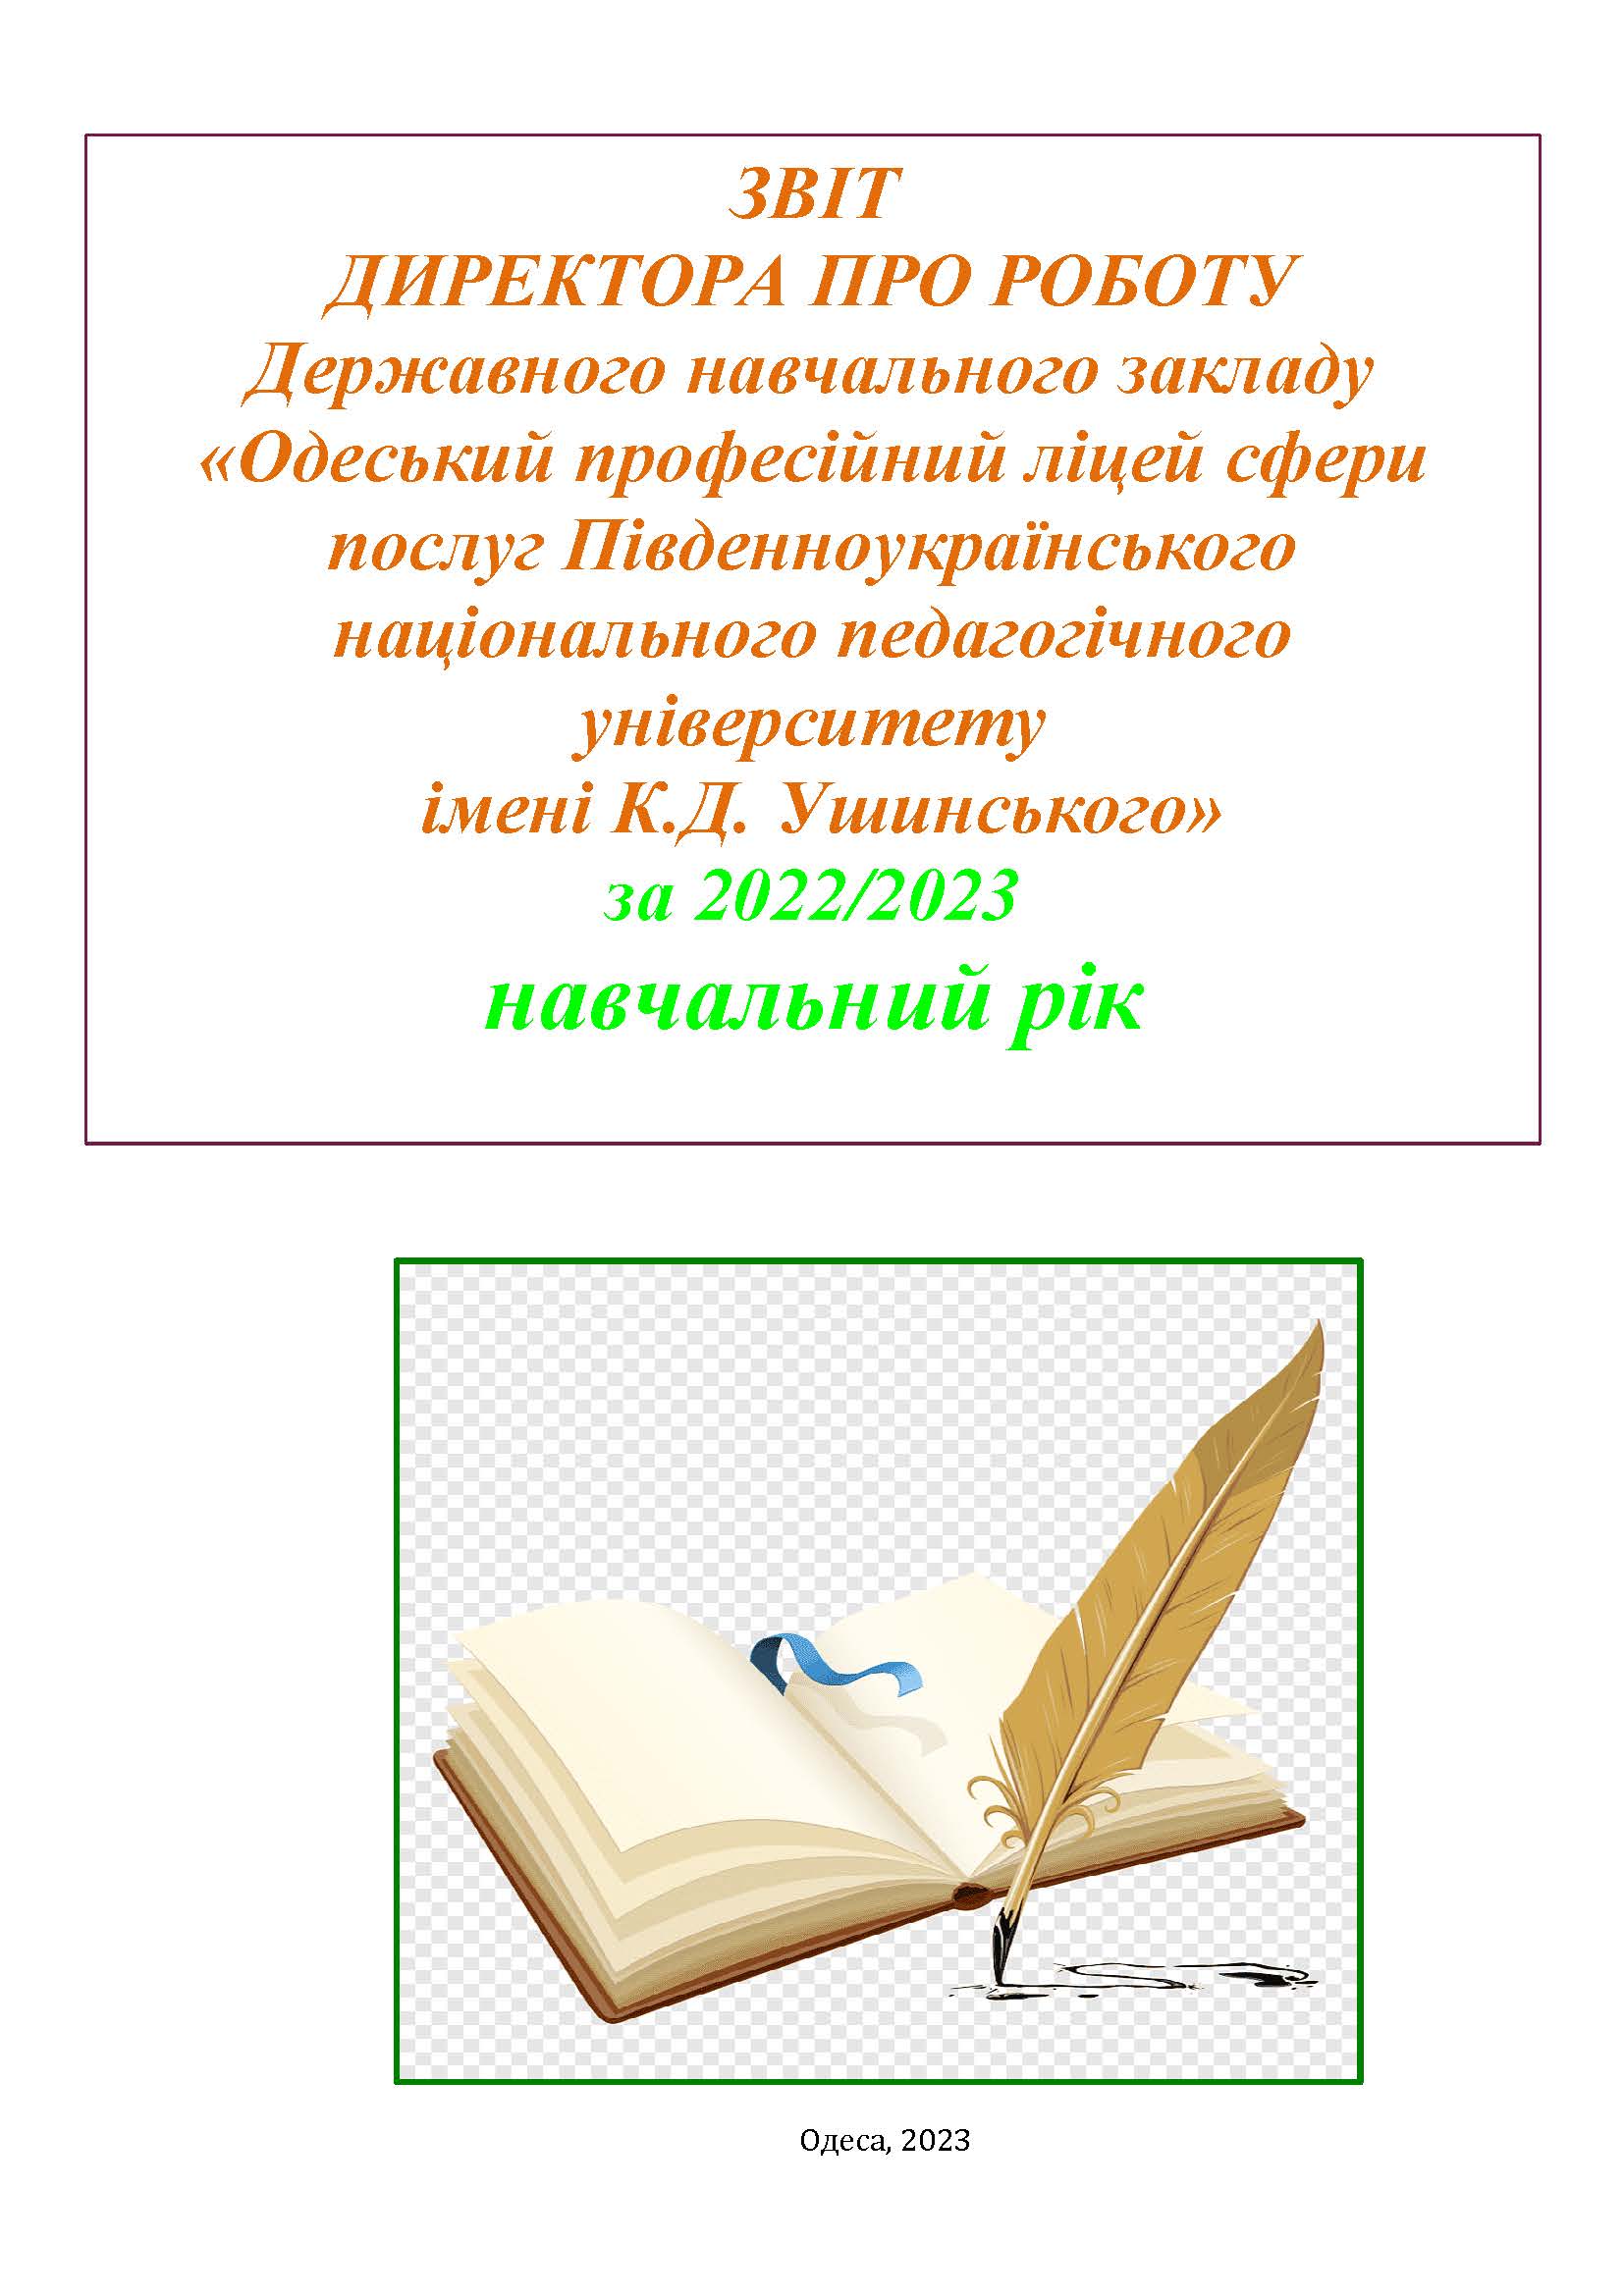 ЗВІТ
ДИРЕКТОРА ПРО РОБОТУ
Державного навчального закладу
«Одеський професійний ліцей сфери
послуг Південноукраїнського
національного педагогічного
університету
імені К.Д. Ушинського»
за 2022/2023
навчальний рік
Одеса, 2023